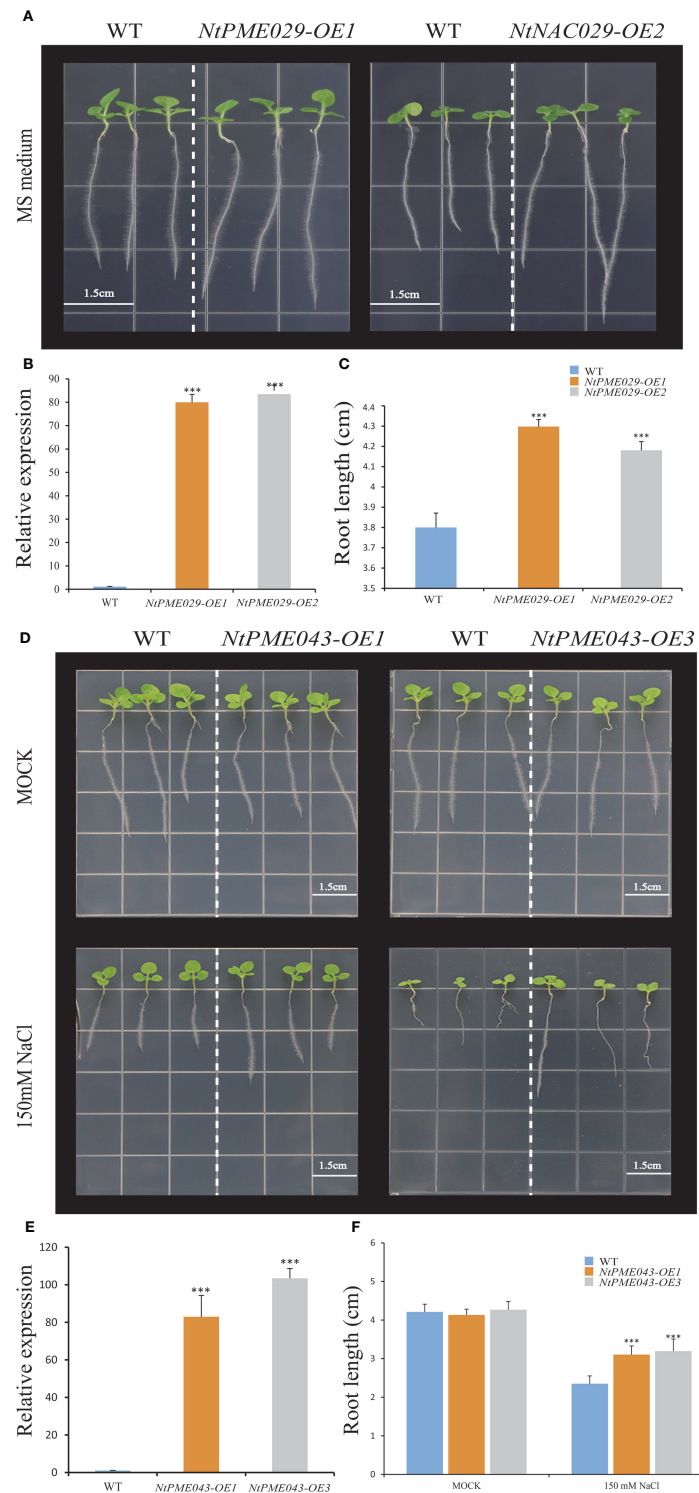 A
WT NtPME029-OE1 WT NtNAC029-OE2
MS medium
1.5cm 1.5cm
B
Relative expression
90
80
70
60
50
40
30
20
10
0
*** ***
WT NtPME029-OE1 NtPME029-OE2
C
WT
NtPME029-OE1
NtPME029-OE2
Root length (cm)
4.4
4.3
4.2
4.1
4
3.9
3.8
3.7
3.6
3.5
*** ***
WT NtPME029-OE1 NtPME029-OE2
D
WT NtPME043-OE1 WT NtPME043-OE3
MOCK
1.5cm 1.5cm
150mM NaCl
1.5cm 1.5cm
E
Relative expression
120
100
80
60
40
20
0
*** ***
WT NtPME043-OE1 NtPME043-OE3
F
WT
NtPME043-OE1
NtPME043-OE3
Root length (cm)
6
5
4
3
2
1
0
*** ***
MOCK 150 mM NaCl